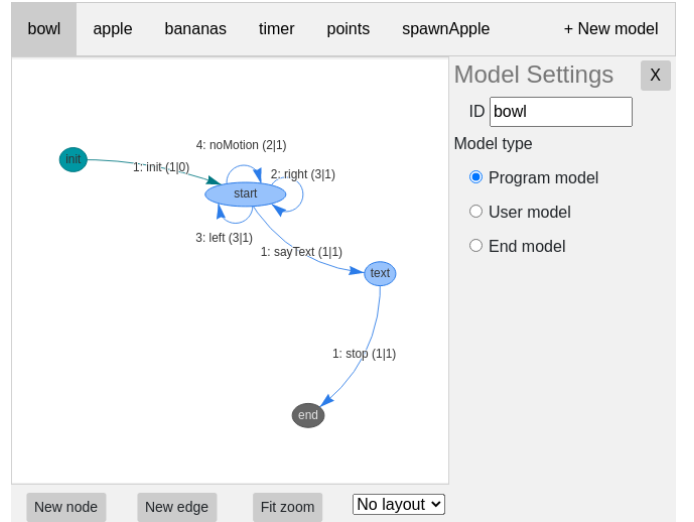 bowl apple bananas timer points spawnApple + New model
Model Settings X
ID bowl
Model type
Program model
User model
End model
init
1: init (1|0)
4: noMotion (2|1)
2: right (3|1)
start
3: left (3|1)
1: sayText (1|1)
text
1: stop (1|1)
end
New node New edge Fit zoom No layout